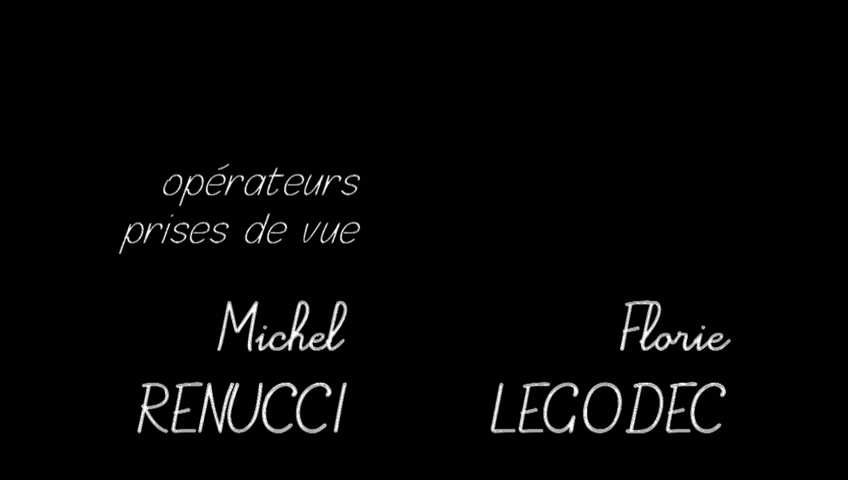 opérateurs
prises de vue
Michel
RENUCCI
Florie
LEGODEC